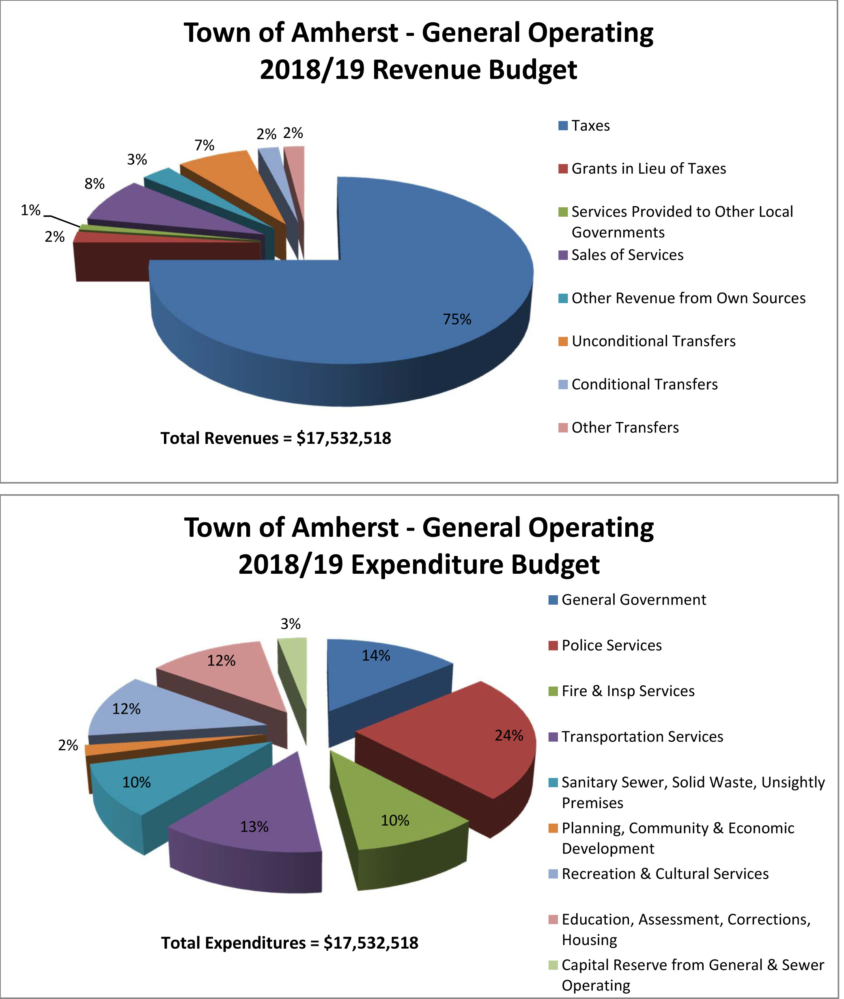 Town of Amherst - General Operating
2018/19 Revenue Budget
2% 2%
7%
3%
8%
1%
2%
75%
Taxes
Grants in Lieu of Taxes
Services Provided to Other Local
Governments
Sales of Services
Other Revenue from Own Sources
Unconditional Transfers
Conditional Transfers
Other Transfers
Total Revenues = $17,532,518
Town of Amherst - General Operating
2018/19 Expenditure Budget
3%
14%
12%
24%
12%
2%
10%
10%
13%
General Government
Police Services
Fire & Insp Services
Transportation Services
Sanitary Sewer, Solid Waste, Unsightly
Premises
Planning, Community & Economic
Development
Recreation & Cultural Services
Education, Assessment, Corrections,
Housing
Capital Reserve from General & Sewer
Operating
Total Expenditures = $17,532,518